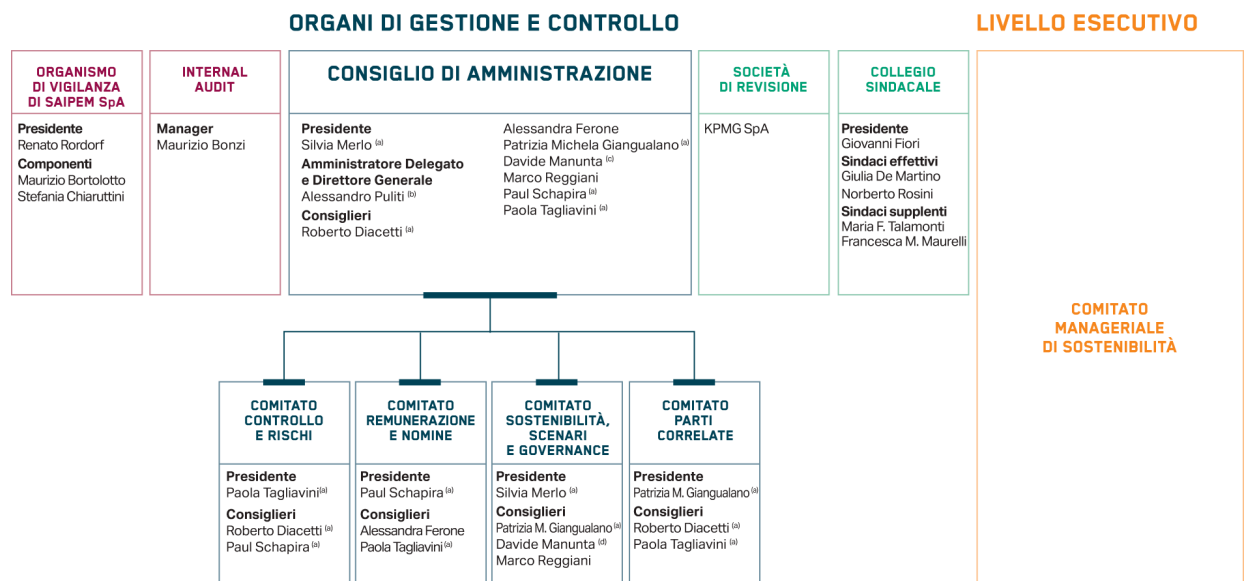 ORGANI DI GESTIONE E CONTROLLO
LIVELLO ESECUTIVO
ORGANISMO
DI VIGILANZA
DI SAIPEM SpA
Presidente
Renato Rordorf
Componenti
Maurizio Bortolotto
Stefania Chiaruttini
INTERNAL
AUDIT
Manager
Maurizio Bonzi
CONSIGLIO DI AMMINISTRAZIONE
Presidente
Silvia Merlo (a)
Amministratore Delegato
e Direttore Generale
Alessandro Puliti (b)
Consiglieri
Roberto Diacetti (a)
Alessandra Ferone
Patrizia Michela Giangualano (a)
Davide Manunta (c)
Marco Reggiani
Paul Schapira (a)
Paola Tagliavini (a)
SOCIETÀ
DI REVISIONE
KPMG SpA
COLLEGIO
SINDACALE
Presidente
Giovanni Fiori
Sindaci effettivi
Giulia De Martino
Norberto Rosini
Sindaci supplenti
Maria F. Talamonti
Francesca M. Maurelli
COMITATO
MANAGERIALE
DI SOSTENIBILITÀ
COMITATO
CONTROLLO
E RISCHI
Presidente
Paola Tagliavini(a)
Consiglieri
Roberto Diacetti (a)
Paul Schapira (a)
COMITATO
REMUNERAZIONE
E NOMINE
Presidente
Paul Schapira (a)
Consiglieri
Alessandra Ferone
Paola Tagliavini (a)
COMITATO
SOSTENIBILITÀ,
SCENARI
E GOVERNANCE
Presidente
Silvia Merlo (a)
Consiglieri
Patrizia M. Giangualano (a)
Davide Manunta (d)
Marco Reggiani
COMITATO
PARTI
CORRELATE
Presidente
Patrizia M. Giangualano (a)
Consiglieri
Roberto Diacetti (a)
Paola Tagliavini (a)